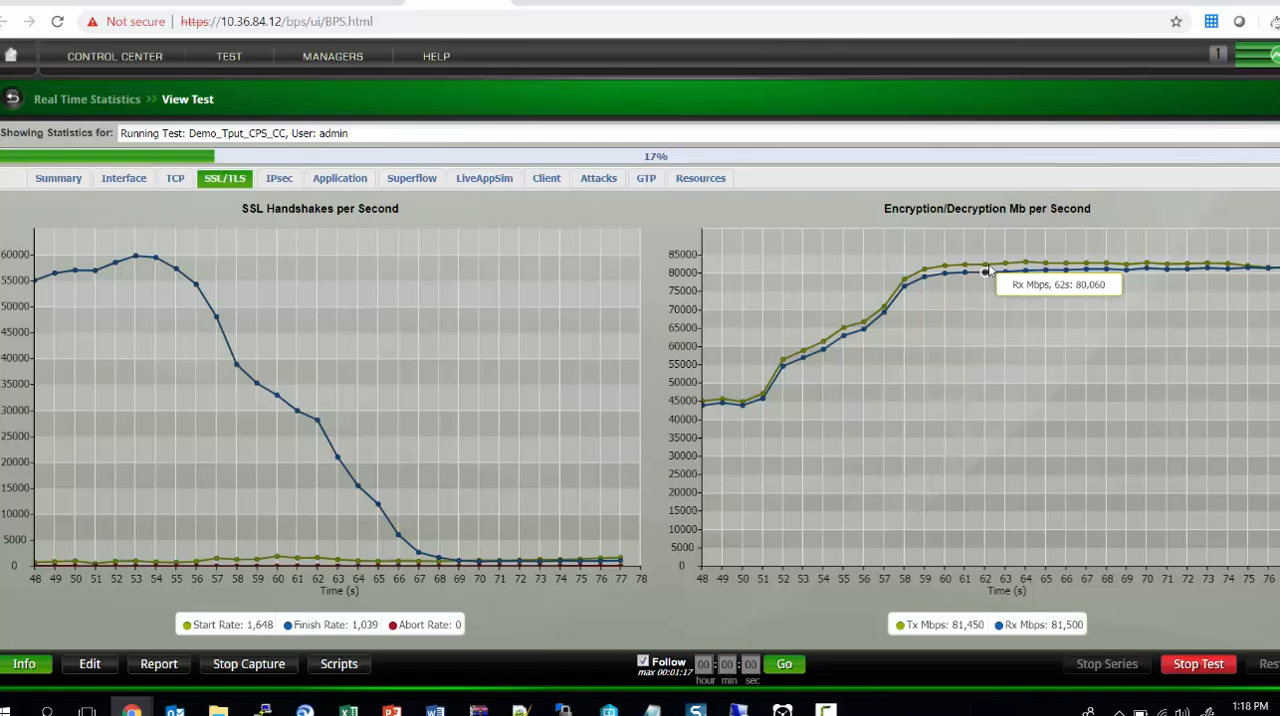 Not secure | https://10.36.84.12/bps/ui/BPS.html
CONTROL CENTER TEST MANAGERS HELP 1
Real Time Statistics >> View Test
Showing Statistics for: Running Test: Demo_Tput_CPS_CC, User: admin
17%
Summary Interface TCP SSL/TLS IPsec Application Superflow LiveAppSim Client Attacks GTP Resources
SSL Handshakes per Second
60000
55000
50000
45000
40000
35000
30000
25000
20000
15000
10000
5000
0
48 49 50 51 52 53 54 55 56 57 58 59 60 61 62 63 64 65 66 67 68 69 70 71 72 73 74 75 76 77 78
Time (s)
Start Rate: 1,648 Finish Rate: 1,039 Abort Rate: 0
Encryption/Decryption Mb per Second
85000
80000
75000
70000
65000
60000
55000
50000
45000
40000
35000
30000
25000
20000
15000
10000
5000
0
Rx Mbps, 62s: 80,060
48 49 50 51 52 53 54 55 56 57 58 59 60 61 62 63 64 65 66 67 68 69 70 71 72 73 74 75 76
Time (s)
Tx Mbps: 81,450 Rx Mbps: 81,500
Info Edit Report Stop Capture Scripts Follow 00 : 00 : 00 Go Stop Series Stop Test Res
max 00:01:17 hour min sec
1:18 PM